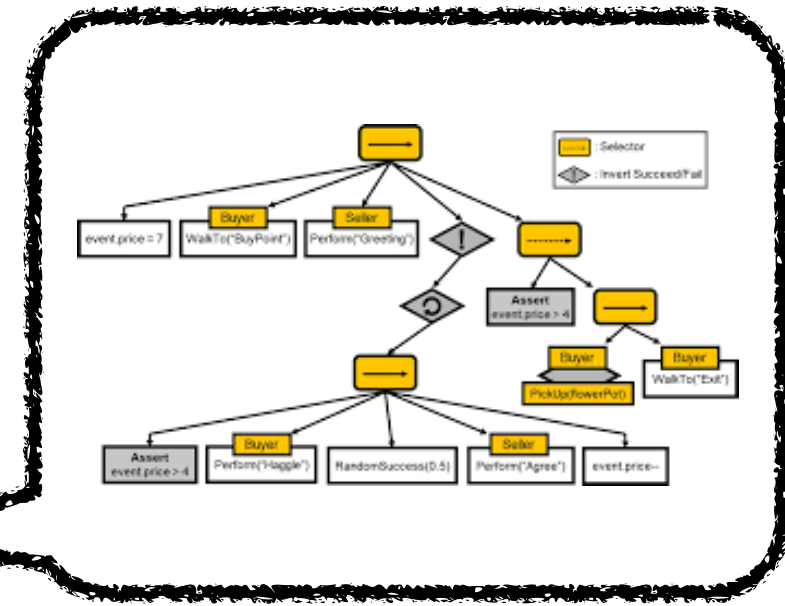 : Selector
: Invert Succeed/Fail
Buyer
Seller
event.price = 7
WalkTo("BuyPoint")
Perform("Greeting")
!
Assert
event.price > 4
Buyer
Buyer
WalkTo("Exit")
PickUp(flowerPot)
Buyer
Seller
Assert
event.price > 4
Perform("Haggle")
RandomSuccess(0.5)
Perform("Agree")
event.price--